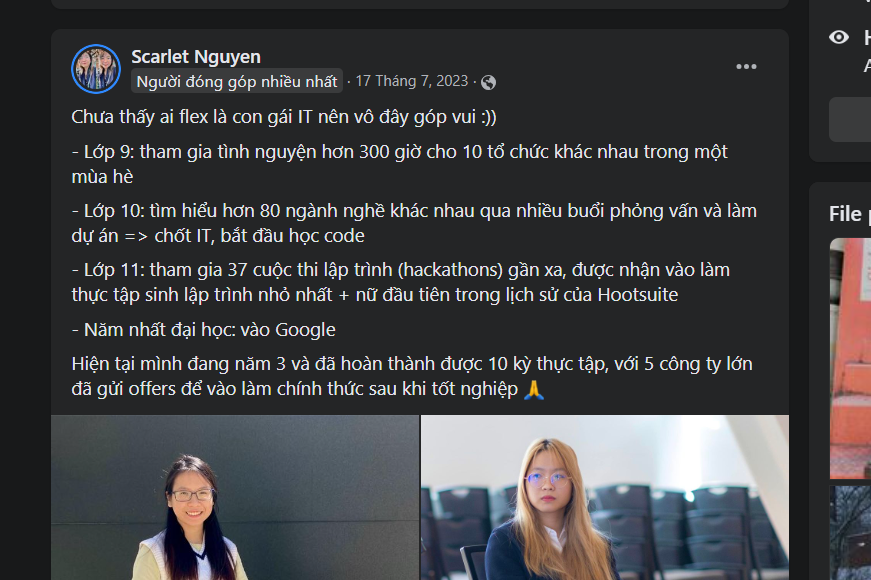 Scarlet Nguyen
Người đóng góp nhiều nhất · 17 Tháng 7, 2023 ·
Chưa thấy ai flex là con gái IT nên vô đây góp vui :))
- Lớp 9: tham gia tình nguyện hơn 300 giờ cho 10 tổ chức khác nhau trong một
mùa hè
- Lớp 10: tìm hiểu hơn 80 ngành nghề khác nhau qua nhiều buổi phỏng vấn và làm
dự án => chốt IT, bắt đầu học code
- Lớp 11: tham gia 37 cuộc thi lập trình (hackathons) gần xa, được nhận vào làm
thực tập sinh lập trình nhỏ nhất + nữ đầu tiên trong lịch sử của Hootsuite
- Năm nhất đại học: vào Google
Hiện tại mình đang năm 3 và đã hoàn thành được 10 kỳ thực tập, với 5 công ty lớn
đã gửi offers để vào làm chính thức sau khi tốt nghiệp 🙏
File